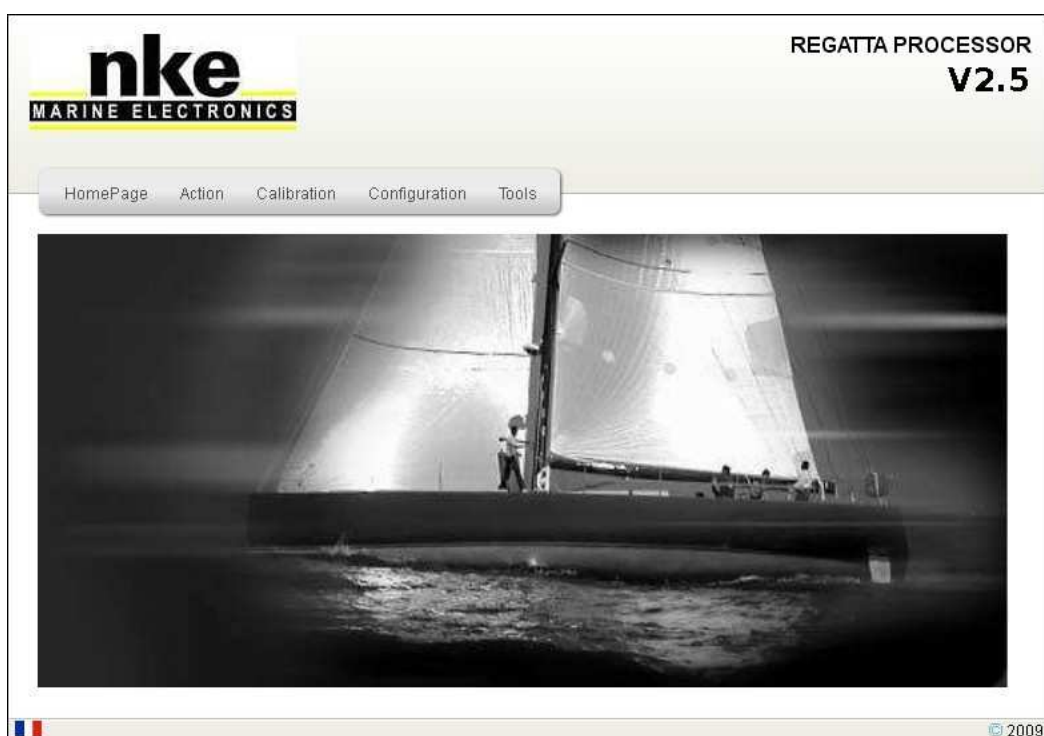 nke
MARINE ELECTRONICS
REGATTA PROCESSOR
V2.5
HomePage Action Calibration Configuration Tools
© 2009